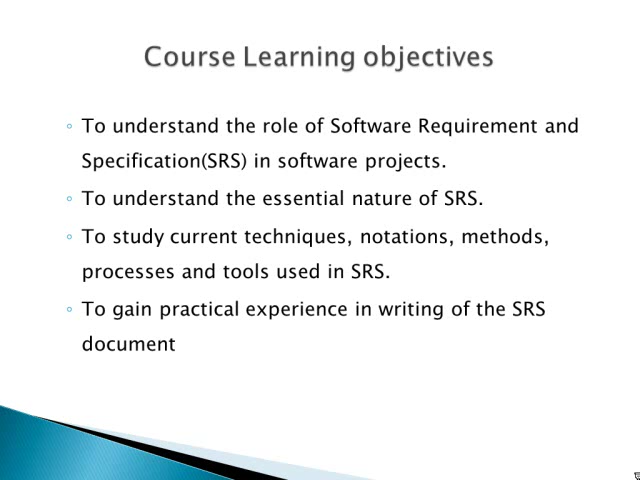 Course Learning objectives
◦ To understand the role of Software Requirement and
Specification(SRS) in software projects.
◦ To understand the essential nature of SRS.
◦ To study current techniques, notations, methods,
processes and tools used in SRS.
◦ To gain practical experience in writing of the SRS
document